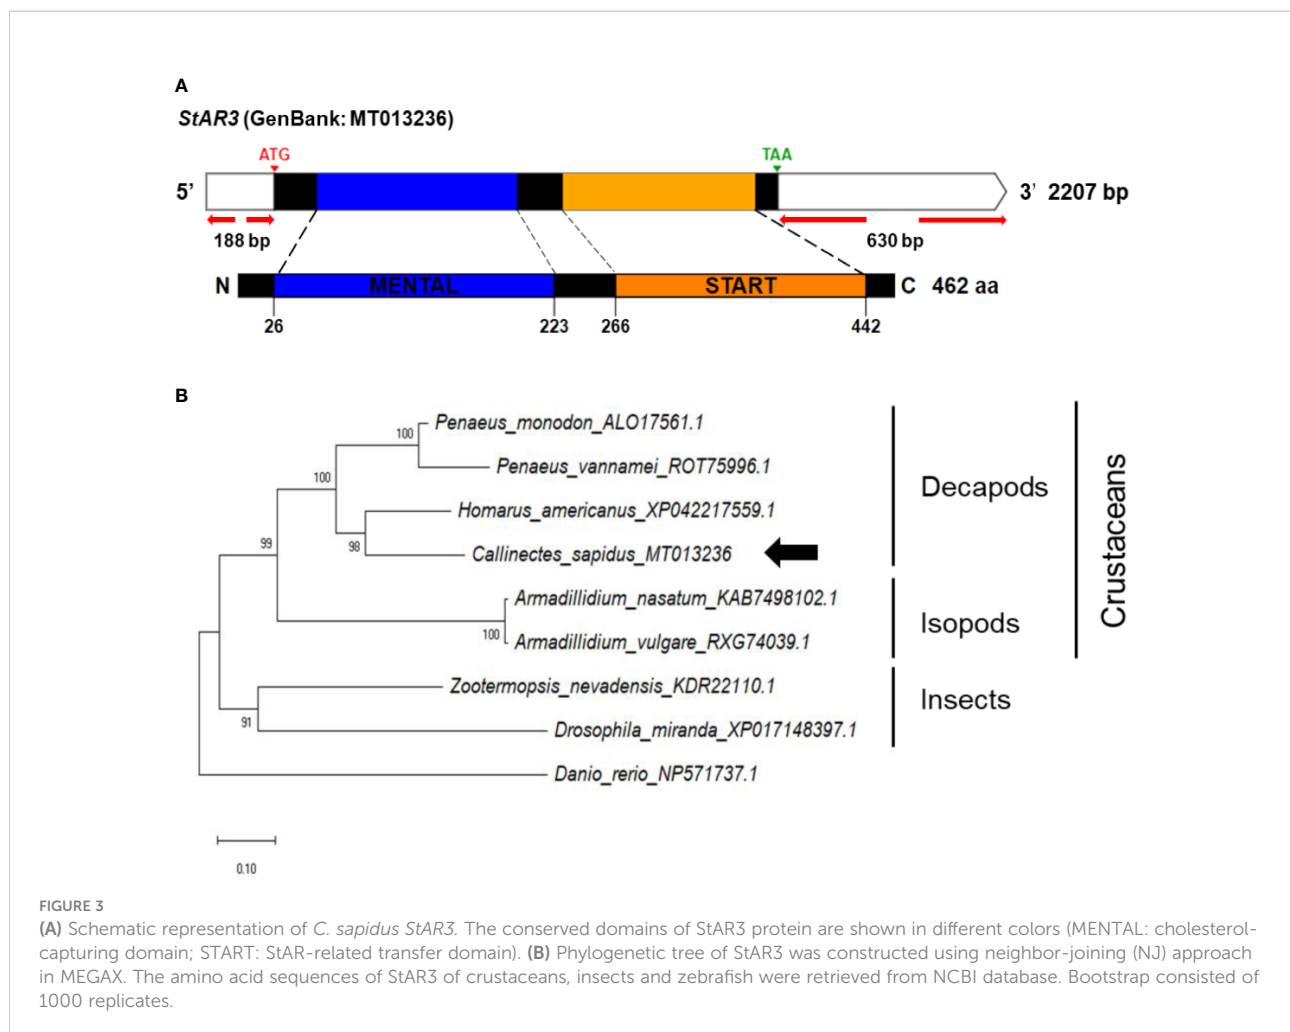 A
StAR3 (GenBank: MT013236)
ATG
TAA
5'
3' 2207 bp
188 bp
630 bp
N
MENTAL
START
C 462 aa
26
223
266
442
B
100
Penaeus_monodon_ALO17561.1
Penaeus_vannamei_ROT75996.1
100
Decapods
Homarus_americanus_XP042217559.1
99
98
Callinectes_sapidus_MT013236
Crustaceans
Armadillidium_nasatum_KAB7498102.1
100
Armadillidium_vulgare_RXG74039.1
Isopods
Zootermopsis_nevadensis_KDR22110.1
91
Insects
Drosophila_miranda_XP017148397.1
Danio_rerio_NP571737.1
0.10
FIGURE 3
(A) Schematic representation of C. sapidus StAR3. The conserved domains of StAR3 protein are shown in different colors (MENTAL: cholesterol-
capturing domain; START: StAR-related transfer domain). (B) Phylogenetic tree of StAR3 was constructed using neighbor-joining (NJ) approach
in MEGAX. The amino acid sequences of StAR3 of crustaceans, insects and zebrafish were retrieved from NCBI database. Bootstrap consisted of
1000 replicates.